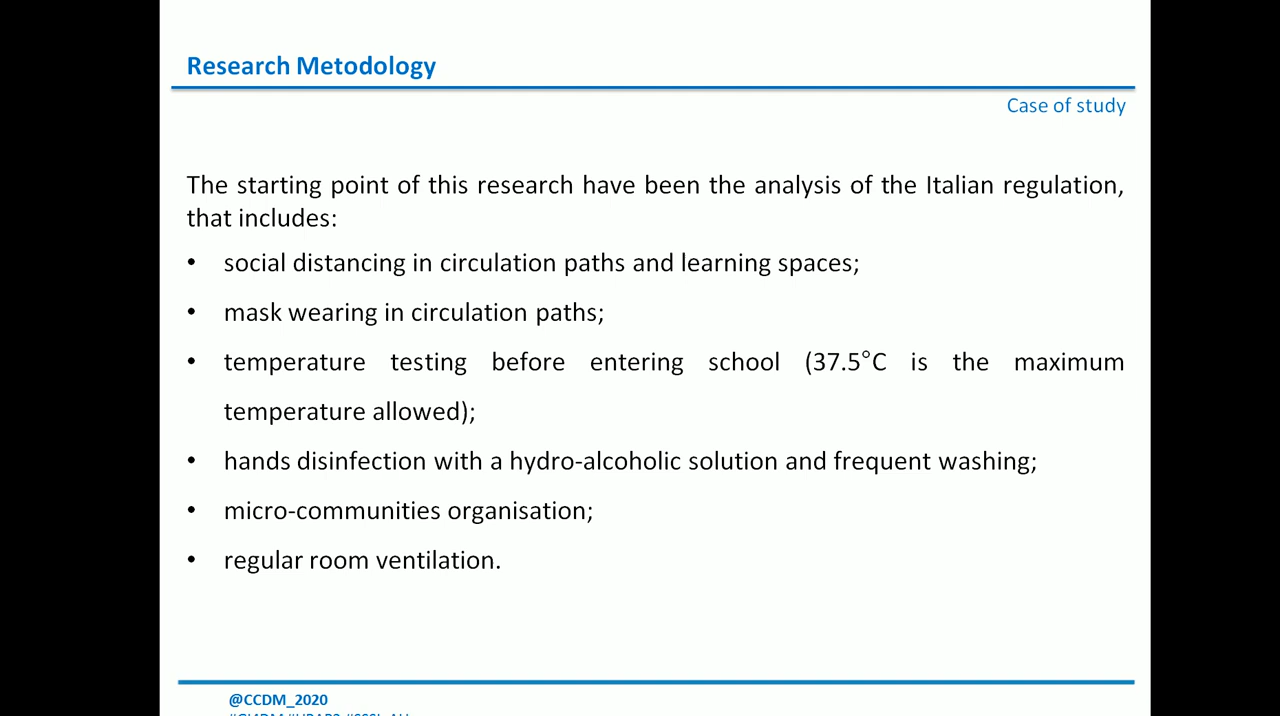 Research Metodology
Case of study
The starting point of this research have been the analysis of the Italian regulation,
that includes:
• social distancing in circulation paths and learning spaces;
• mask wearing in circulation paths;
• temperature testing before entering school (37.5°C is the maximum
temperature allowed);
• hands disinfection with a hydro-alcoholic solution and frequent washing;
• micro-communities organisation;
• regular room ventilation.
@CCDM_2020